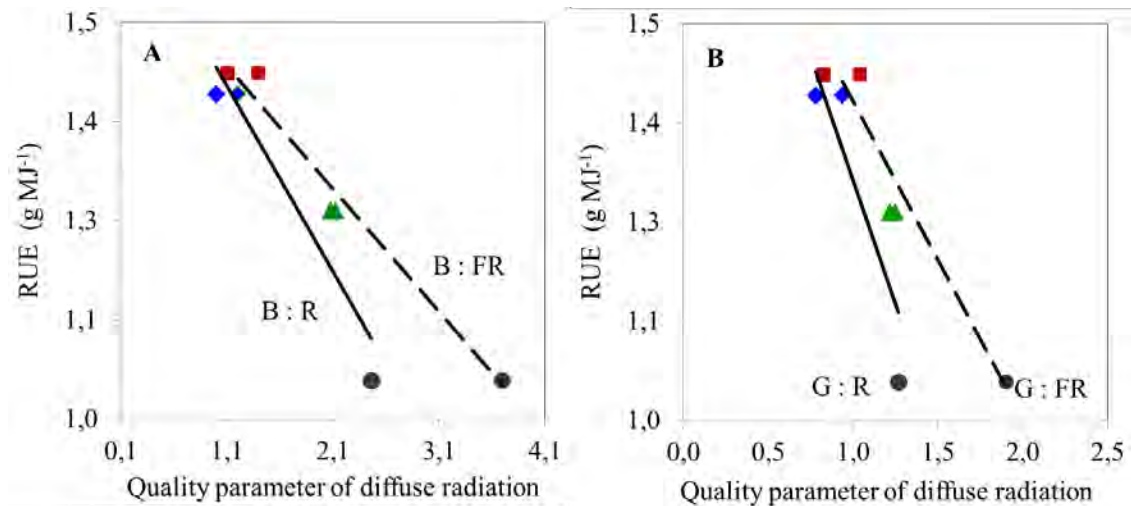 A
1,5
1,4
1,3
1,1
1,0
RUE (g MJ-1)
B : FR
B : R
0,1 1,1 2,1 3,1 4,1
Quality parameter of diffuse radiation
B
1,5
1,4
1,3
1,1
1,0
RUE (g MJ-1)
G : R
G : FR
0,0 0,5 1,0 1,5 2,0 2,5
Quality parameter of diffuse radiation